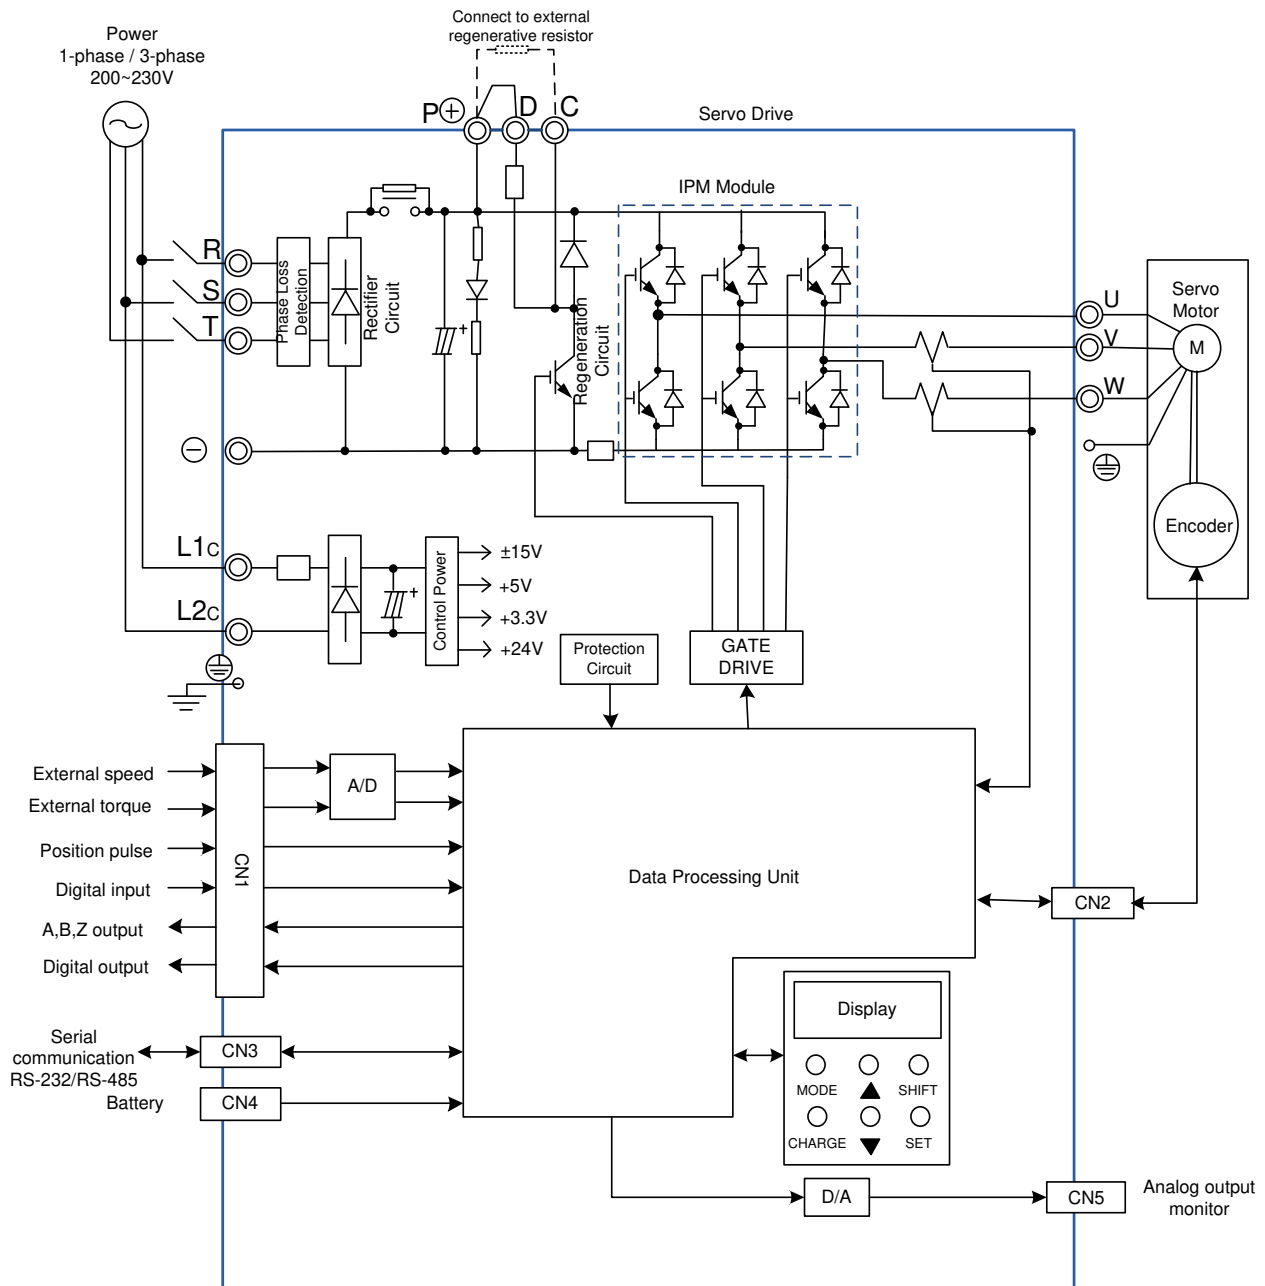 Connect to external
regenerative resistor
Power
1-phase / 3-phase
200~230V
P⊕ D C
Servo Drive
IPM Module
R
S
T
Phase Loss
Detection
Rectifier
Circuit
+
Regeneration
Circuit
U
V
W
Servo
Motor
M
Encoder
−
L1C
L2C
+
Control Power
±15V
+5V
+3.3V
+24V
Protection
Circuit
GATE
DRIVE
External speed
External torque
Position pulse
Digital input
A,B,Z output
Digital output
CN1
A/D
Data Processing Unit
CN2
Serial
communication
RS-232/RS-485
CN3
Battery
CN4
Display
MODE ▲ SHIFT
CHARGE ▼ SET
D/A
CN5
Analog output
monitor